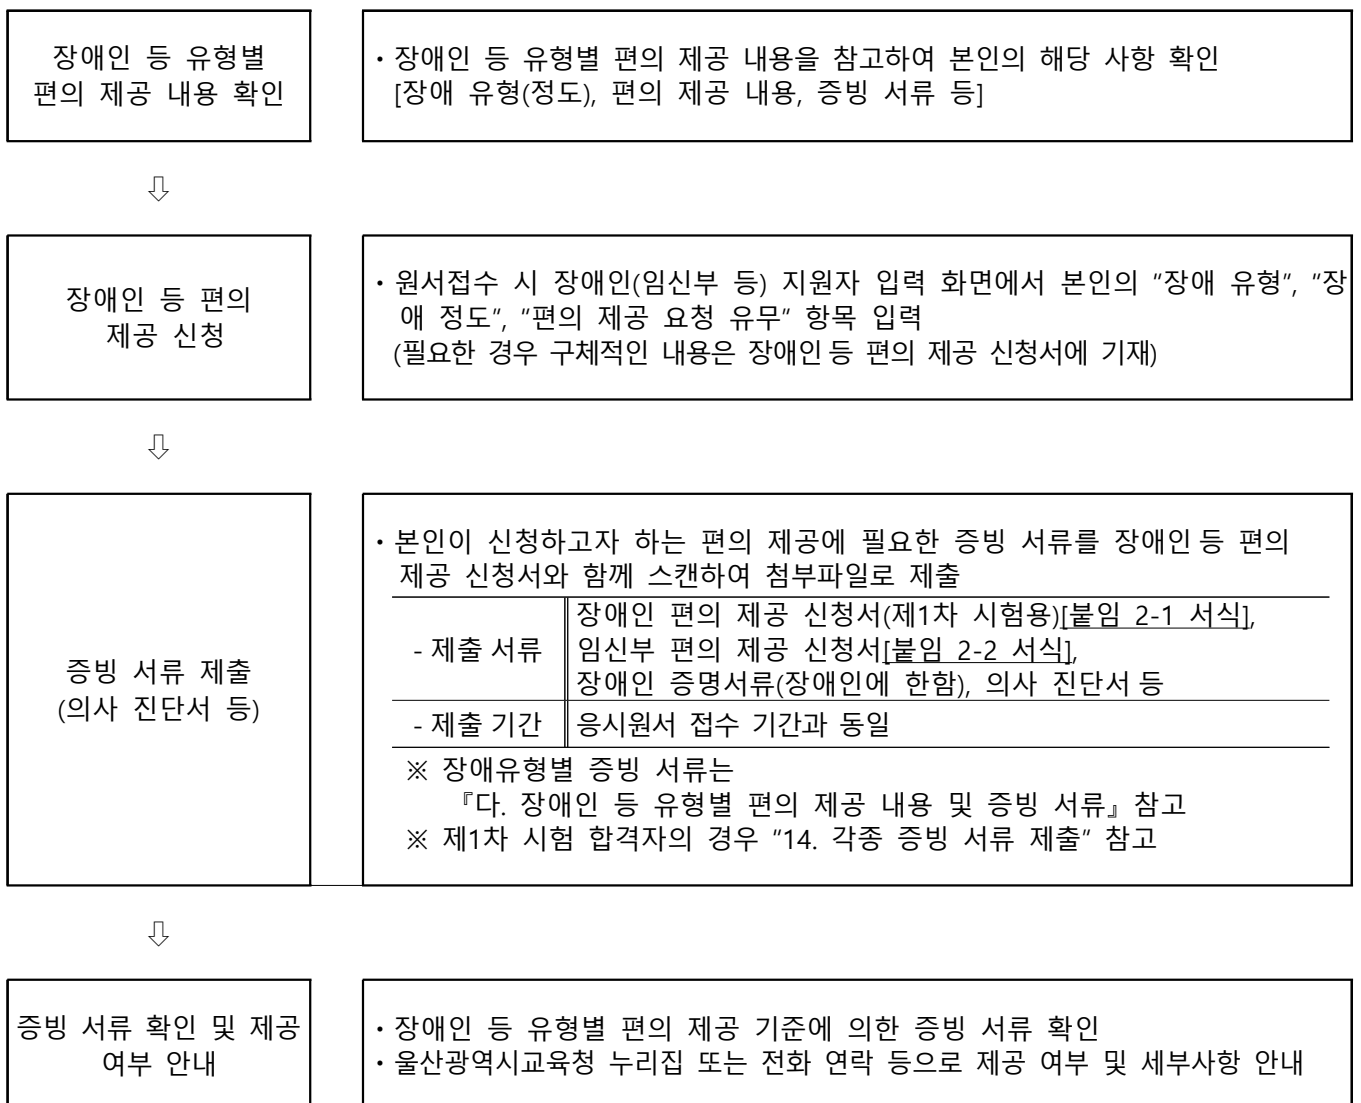 장애인 등 유형별
편의 제공 내용 확인
· 장애인 등 유형별 편의 제공 내용을 참고하여 본인의 해당 사항 확인
[장애 유형(정도), 편의 제공 내용, 증빙 서류 등]
⇩
장애인 등 편의
제공 신청
· 원서접수 시 장애인(임신부 등) 지원자 입력 화면에서 본인의 “장애 유형”, “장
애 정도”, “편의 제공 요청 유무” 항목 입력
(필요한 경우 구체적인 내용은 장애인 등 편의 제공 신청서에 기재)
⇩
증빙 서류 제출
(의사 진단서 등)
· 본인이 신청하고자 하는 편의 제공에 필요한 증빙 서류를 장애인 등 편의
제공 신청서와 함께 스캔하여 첨부파일로 제출
- 제출 서류
장애인 편의 제공 신청서(제1차 시험용)[붙임 2-1 서식],
임신부 편의 제공 신청서[붙임 2-2 서식],
장애인 증명서류(장애인에 한함), 의사 진단서 등
- 제출 기간
응시원서 접수 기간과 동일
※ 장애유형별 증빙 서류는
『다. 장애인 등 유형별 편의 제공 내용 및 증빙 서류』 참고
※ 제1차 시험 합격자의 경우 “14. 각종 증빙 서류 제출” 참고
⇩
증빙 서류 확인 및 제공
여부 안내
· 장애인 등 유형별 편의 제공 기준에 의한 증빙 서류 확인
· 울산광역시교육청 누리집 또는 전화 연락 등으로 제공 여부 및 세부사항 안내